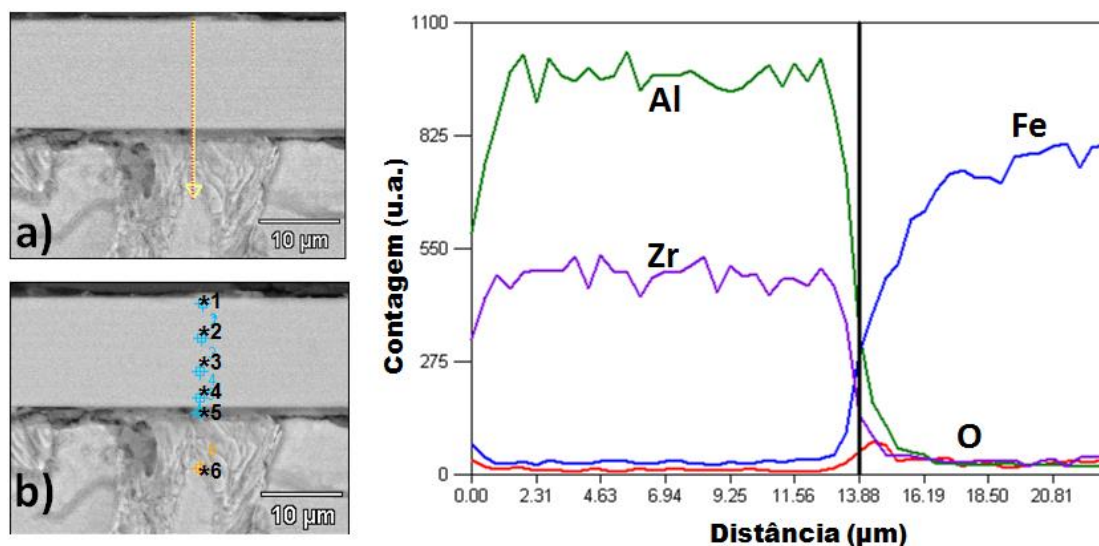 a)
10 µm
*1
*2
*3
*4
*5
*6
b)
10 µm
1100
825
550
275
0
Contagem (u.a.)
Al
Zr
Fe
O
0.00 2.31 4.63 6.94 9.25 11.56 13.88 16.19 18.50 20.81
Distância (µm)